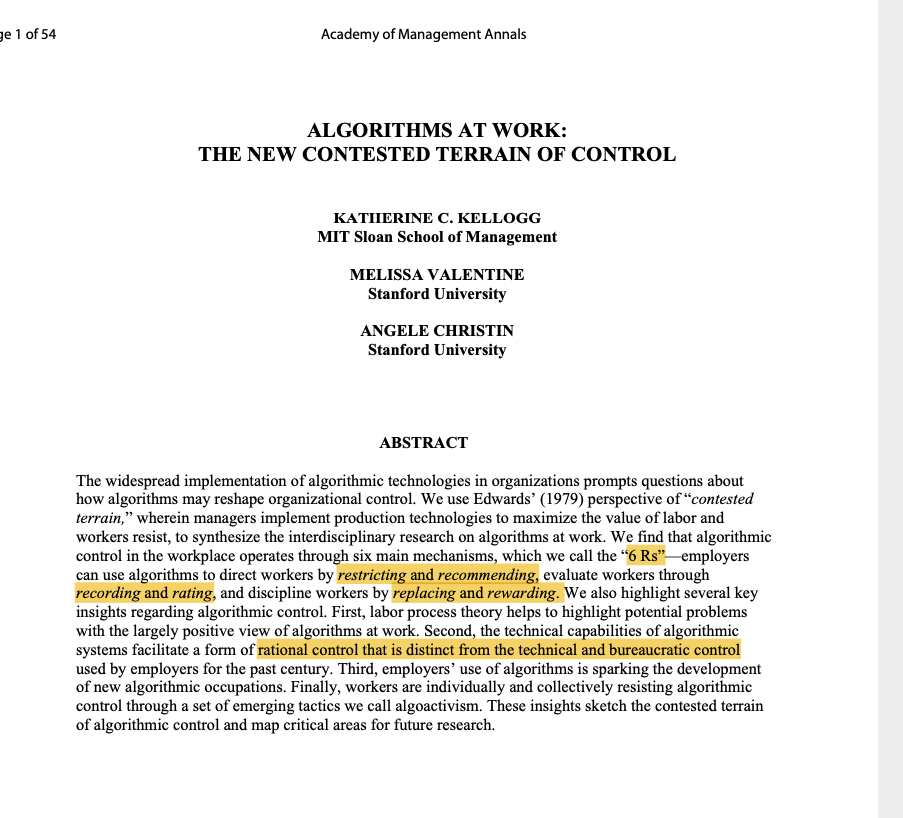 ge 1 of 54
Academy of Management Annals
ALGORITHMS AT WORK:
THE NEW CONTESTED TERRAIN OF CONTROL
KATHERINE C. KELLOGG
MIT Sloan School of Management
MELISSA VALENTINE
Stanford University
ANGELE CHRISTIN
Stanford University
ABSTRACT
The widespread implementation of algorithmic technologies in organizations prompts questions about
how algorithms may reshape organizational control. We use Edwards’ (1979) perspective of “contested
terrain,” wherein managers implement production technologies to maximize the value of labor and
workers resist, to synthesize the interdisciplinary research on algorithms at work. We find that algorithmic
control in the workplace operates through six main mechanisms, which we call the “6 Rs”—employers
can use algorithms to direct workers by restricting and recommending, evaluate workers through
recording and rating, and discipline workers by replacing and rewarding. We also highlight several key
insights regarding algorithmic control. First, labor process theory helps to highlight potential problems
with the largely positive view of algorithms at work. Second, the technical capabilities of algorithmic
systems facilitate a form of rational control that is distinct from the technical and bureaucratic control
used by employers for the past century. Third, employers’ use of algorithms is sparking the development
of new algorithmic occupations. Finally, workers are individually and collectively resisting algorithmic
control through a set of emerging tactics we call algoactivism. These insights sketch the contested terrain
of algorithmic control and map critical areas for future research.